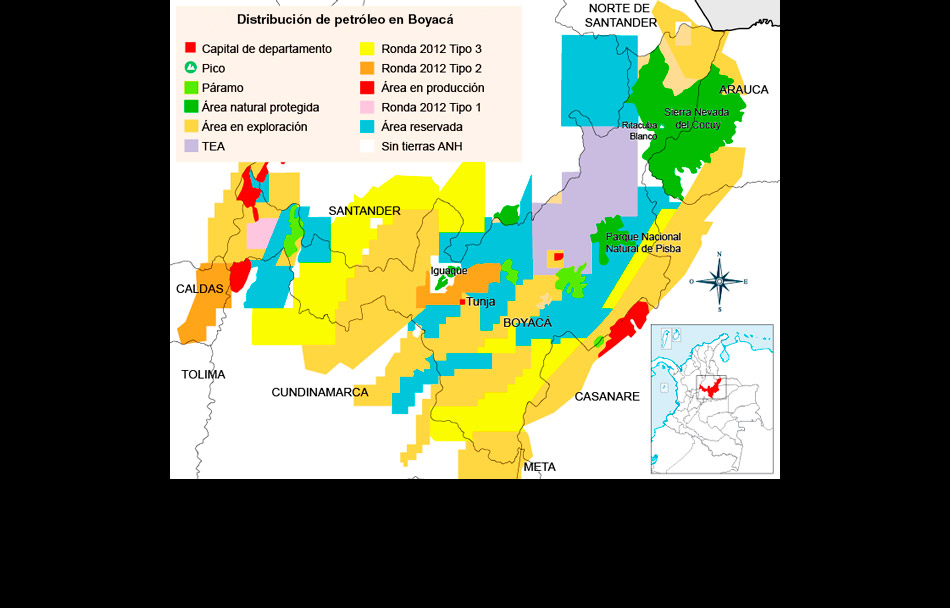 Distribución de petróleo en Boyacá
Capital de departamento
Pico
Páramo
Área natural protegida
Área en exploración
TEA
Ronda 2012 Tipo 3
Ronda 2012 Tipo 2
Área en producción
Ronda 2012 Tipo 1
Área reservada
Sin tierras ANH
NORTE DE
SANTANDER
ARAUCA
Sierra Nevada
del Cocuy
Ritacuba
Blanco
SANTANDER
Parque Nacional
Natural de Pisba
Iguaque
N
O
E
S
CALDAS
Tunja
BOYACÁ
TOLIMA
CUNDINAMARCA
CASANARE
META